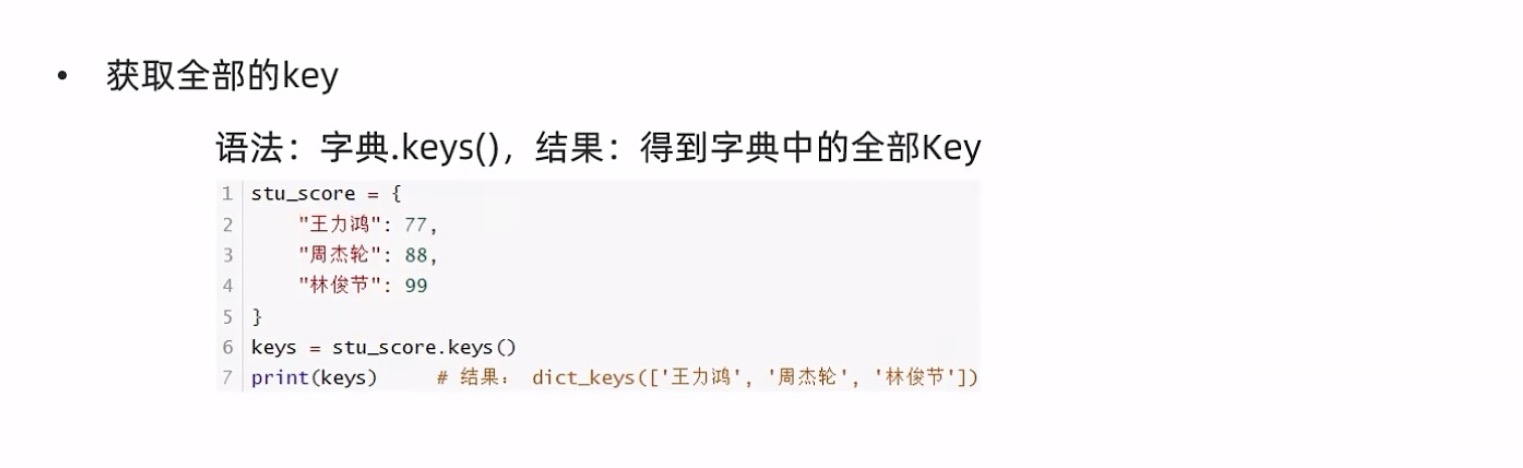 • 获取全部的key
语法：字典.keys()，结果：得到字典中的全部Key
1 stu_score = {
2     "王力鸿": 77,
3     "周杰轮": 88,
4     "林俊节": 99
5 }
6 keys = stu_score.keys()
7 print(keys)     # 结果： dict_keys(['王力鸿', '周杰轮', '林俊节'])